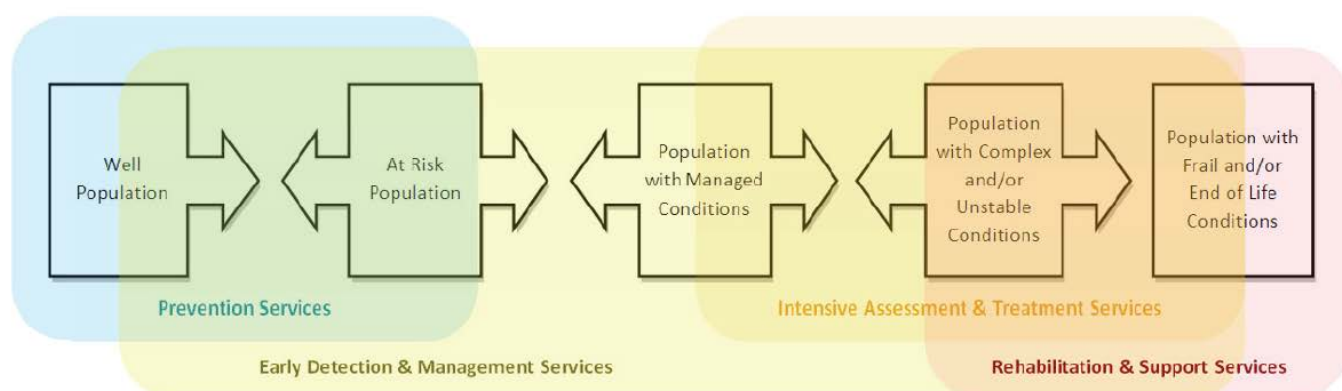 Well
Population
At Risk
Population
Population
with Managed
Conditions
Population
with Complex
and/or
Unstable
Conditions
Population with
Frail and/or
End of Life
Conditions
Prevention Services
Intensive Assessment & Treatment Services
Early Detection & Management Services
Rehabilitation & Support Services